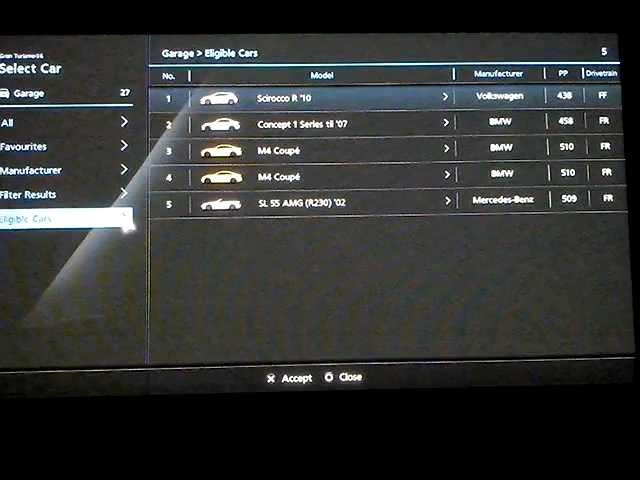 Gran Turismo®6
Select Car
Garage 27
All
Favourites
Manufacturer
Filter Results
Eligible Cars
Garage > Eligible Cars 5
No. Model Manufacturer PP Drivetrain
1 Scirocco R '10 Volkswagen 436 FF
2 Concept 1 Series tii '07 BMW 458 FR
3 M4 Coupé BMW 510 FR
4 M4 Coupé BMW 510 FR
5 SL 55 AMG (R230) '02 Mercedes-Benz 509 FR
Accept Close